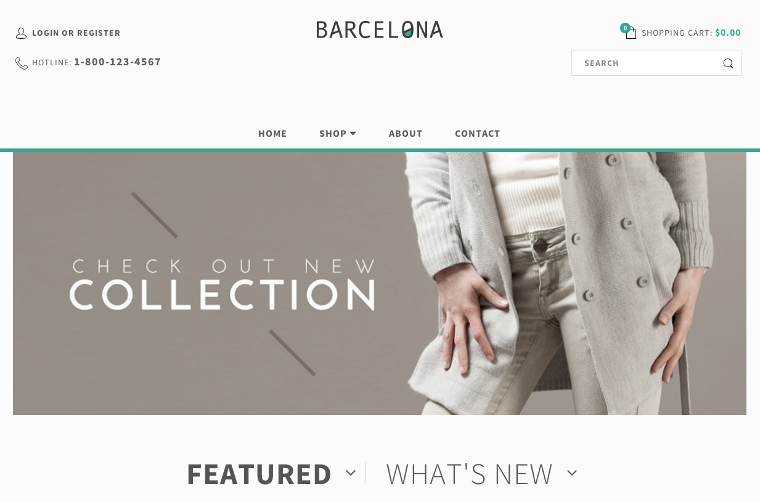 LOGIN OR REGISTER
BARCELONA
0
SHOPPING CART: $0.00
HOTLINE: 1-800-123-4567
SEARCH
HOME
SHOP
ABOUT
CONTACT
CHECK OUT NEW
COLLECTION
FEATURED
WHAT'S NEW